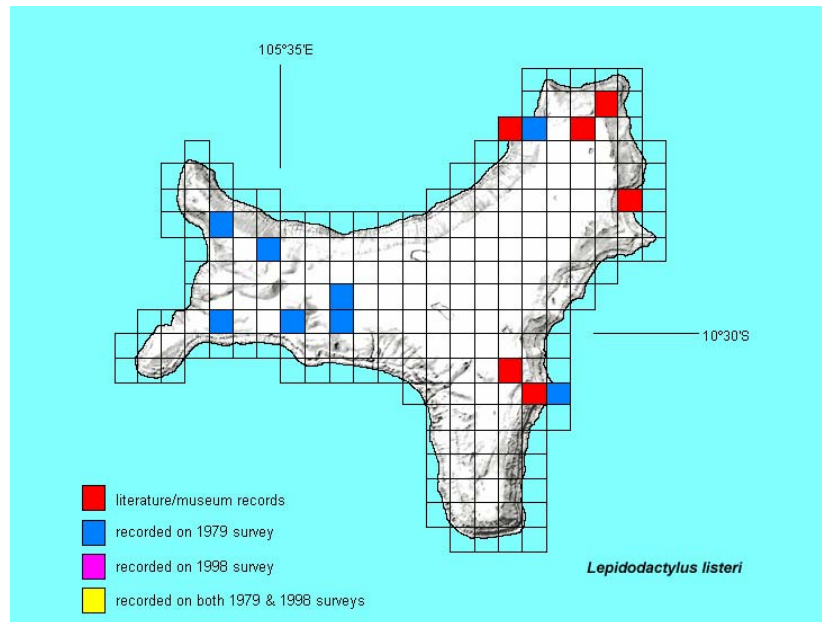 105°35'E
10°30'S
literature/museum records
recorded on 1979 survey
recorded on 1998 survey
recorded on both 1979 & 1998 surveys
Lepidodactylus listeri